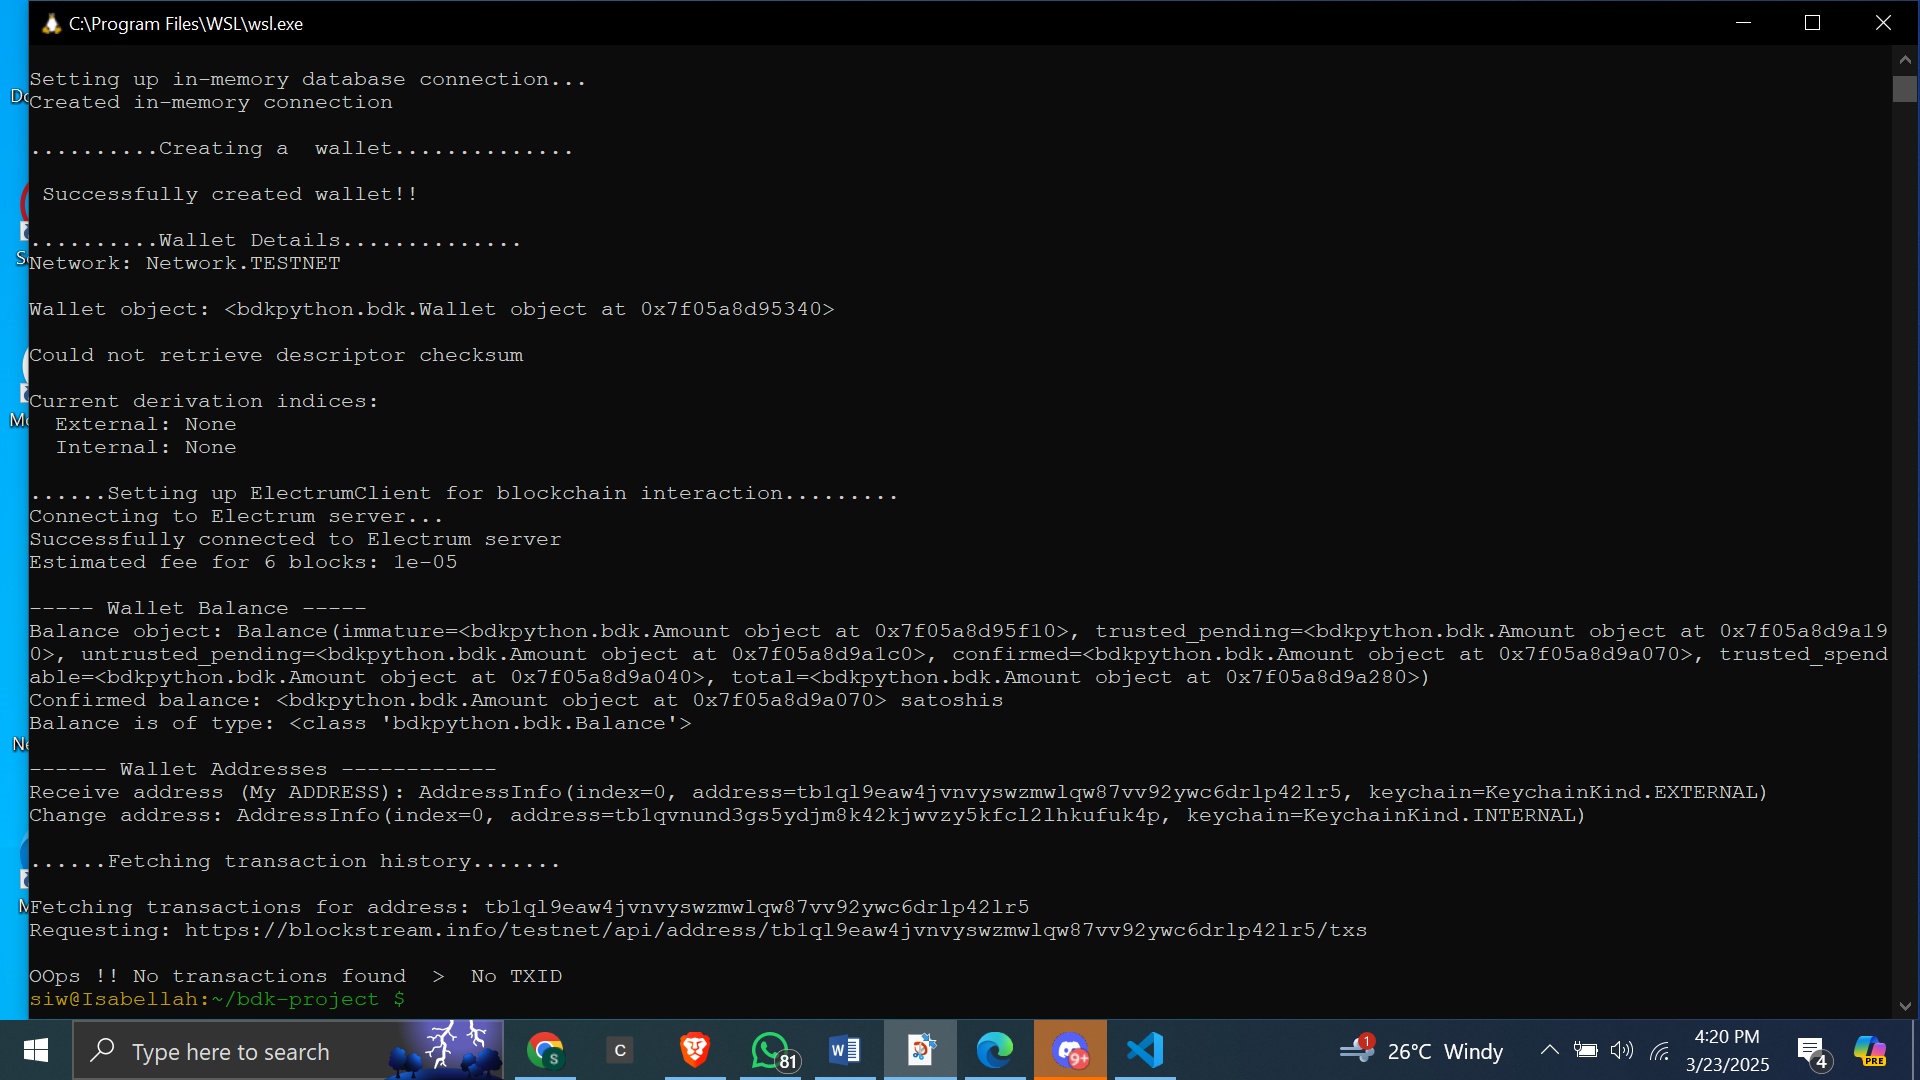 C:\Program Files\WSL\wsl.exe
Setting up in-memory database connection...
Created in-memory connection
..........Creating a  wallet..............
Successfully created wallet!!
..........Wallet Details..............
Network: Network.TESTNET
Wallet object: <bdkpython.bdk.Wallet object at 0x7f05a8d95340>
Could not retrieve descriptor checksum
Current derivation indices:
External: None
Internal: None
......Setting up ElectrumClient for blockchain interaction.........
Connecting to Electrum server...
Successfully connected to Electrum server
Estimated fee for 6 blocks: 1e-05
----- Wallet Balance -----
Balance object: Balance(immature=<bdkpython.bdk.Amount object at 0x7f05a8d95f10>, trusted_pending=<bdkpython.bdk.Amount object at 0x7f05a8d9a19
0>, untrusted_pending=<bdkpython.bdk.Amount object at 0x7f05a8d9a1c0>, confirmed=<bdkpython.bdk.Amount object at 0x7f05a8d9a070>, trusted_spend
able=<bdkpython.bdk.Amount object at 0x7f05a8d9a040>, total=<bdkpython.bdk.Amount object at 0x7f05a8d9a280>)
Confirmed balance: <bdkpython.bdk.Amount object at 0x7f05a8d9a070> satoshis
Balance is of type: <class 'bdkpython.bdk.Balance'>
------ Wallet Addresses ------------
Receive address (My ADDRESS): AddressInfo(index=0, address=tb1ql9eaw4jvnvyswzmwlqw87vv92ywc6drlp42lr5, keychain=KeychainKind.EXTERNAL)
Change address: AddressInfo(index=0, address=tb1qvnund3gs5ydjm8k42kjwvzy5kfcl2lhkufuk4p, keychain=KeychainKind.INTERNAL)
......Fetching transaction history.......
Fetching transactions for address: tb1ql9eaw4jvnvyswzmwlqw87vv92ywc6drlp42lr5
Requesting: https://blockstream.info/testnet/api/address/tb1ql9eaw4jvnvyswzmwlqw87vv92ywc6drlp42lr5/txs
OOps !! No transactions found  >  No TXID
siw@Isabellah:~/bdk-project $
Type here to search
S
C
81
9+
1
26°C Windy
4:20 PM
3/23/2025
4
PRE